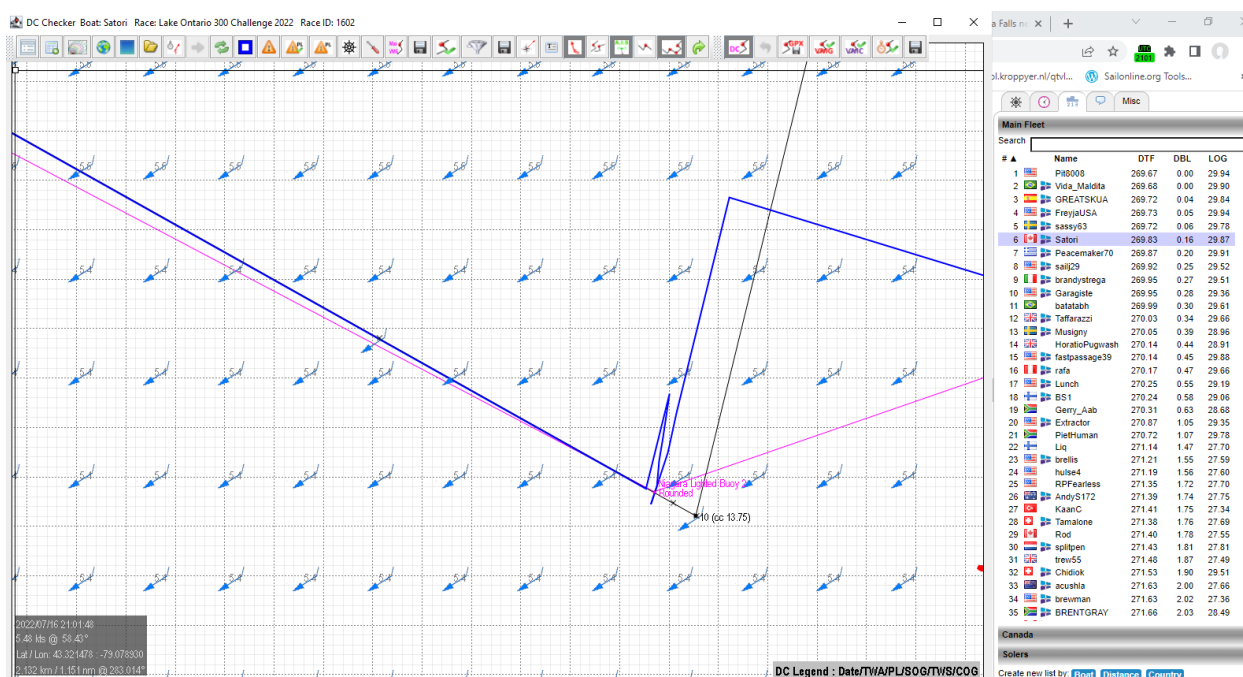 DC Checker Boat: Satori Race: Lake Ontario 300 Challenge 2022 Race ID: 1602
Niagara Lighted Buoy 2
Rounded
10 (cc 13.75)
2022/07/16 21:01:48
5.48 kts @ 58.43°
Lat / Lon: 43.321478 : -79.078930
2.132 km / 1.151 nm @ 283.014°
DC Legend : Date/TWA/PL/SOG/TWS/COG
a Falls
2101
pl.kroppyer.nl/qtvl...
Sailonline.org Tools...
Misc
Main Fleet
Search
# ▲ Name DTF DBL LOG
1 Pit8008 269.67 0.00 29.94
2 Vida_Maldita 269.68 0.00 29.90
3 GREATSKUA 269.72 0.04 29.84
4 FreyjaUSA 269.73 0.05 29.94
5 sassy63 269.72 0.06 29.78
6 Satori 269.83 0.16 29.87
7 Peacemaker70 269.87 0.20 29.91
8 saiij29 269.92 0.25 29.52
9 brandystrega 269.95 0.27 29.51
10 Garagiste 269.95 0.28 29.36
11 batatabh 269.99 0.30 29.61
12 Taffarazzi 270.03 0.34 29.66
13 Musigny 270.05 0.39 28.96
14 HoratioPugwash 270.14 0.44 28.91
15 fastpassage39 270.14 0.45 29.88
16 rafa 270.17 0.47 29.66
17 Lunch 270.25 0.55 29.19
18 BS1 270.24 0.58 29.06
19 Gerry_Aab 270.31 0.63 28.68
20 Extractor 270.87 1.05 29.35
21 PietHuman 270.72 1.07 29.78
22 Liq 271.14 1.47 27.70
23 brellis 271.21 1.55 27.59
24 hulse4 271.19 1.56 27.60
25 RPFearless 271.35 1.72 27.70
26 AndyS172 271.39 1.74 27.75
27 KaanC 271.41 1.75 27.34
28 Tamalone 271.38 1.76 27.69
29 Rod 271.40 1.78 27.55
30 splitpen 271.43 1.81 27.81
31 trew55 271.48 1.87 27.49
32 Chidiok 271.53 1.90 29.51
33 acushla 271.63 2.00 27.66
34 brewman 271.63 2.02 27.36
35 BRENTGRAY 271.66 2.03 28.49
Canada
Solers
Create new list by: Boat Distance Country